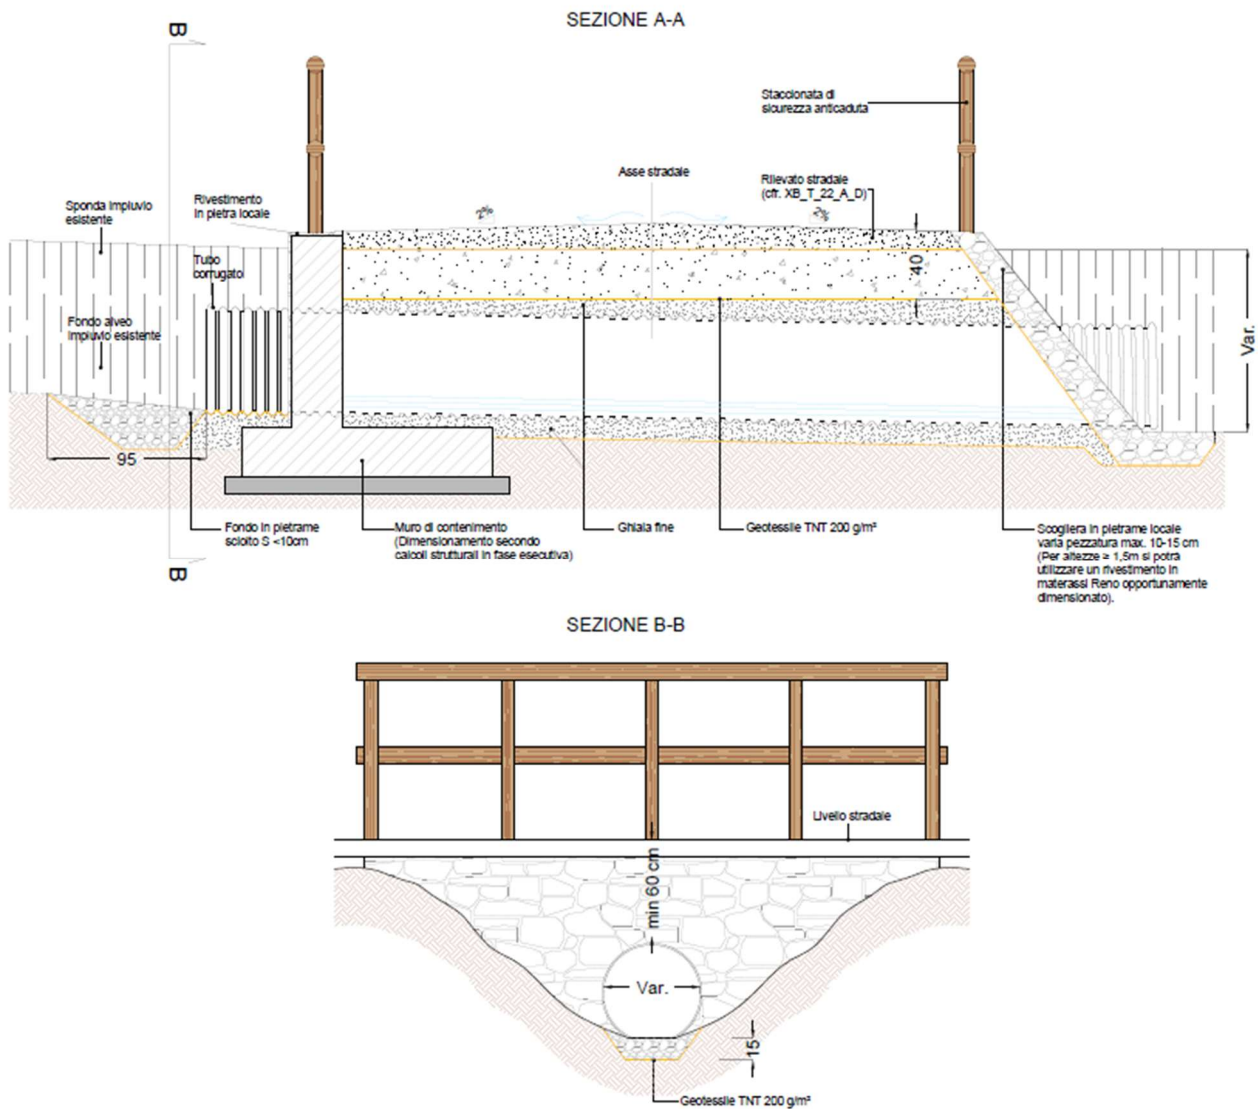 SEZIONE A-A
B
Staccionata di
sicurezza anticaduta
Asse stradale
Rilevato stradale
(cfr. XB_T_22_A_D)
Rivestimento
in pietra locale
Sponda impluvio
esistente
2%
2%
Tubo
corrugato
40
Fondo alveo
impluvio esistente
Var.
95
Fondo in pietrame
sciolto S <10cm
Muro di contenimento
(Dimensionamento secondo
calcoli strutturali in fase esecutiva)
Ghiaia fine
Geotessile TNT 200 g/m²
Scogliera in pietrame locale
varia pezzatura max. 10-15 cm
(Per altezze ≥ 1,5m si potrà
utilizzare un rivestimento in
materassi Reno opportunamente
dimensionato).
B
SEZIONE B-B
Livello stradale
min 60 cm
Var.
15
Geotessile TNT 200 g/m²